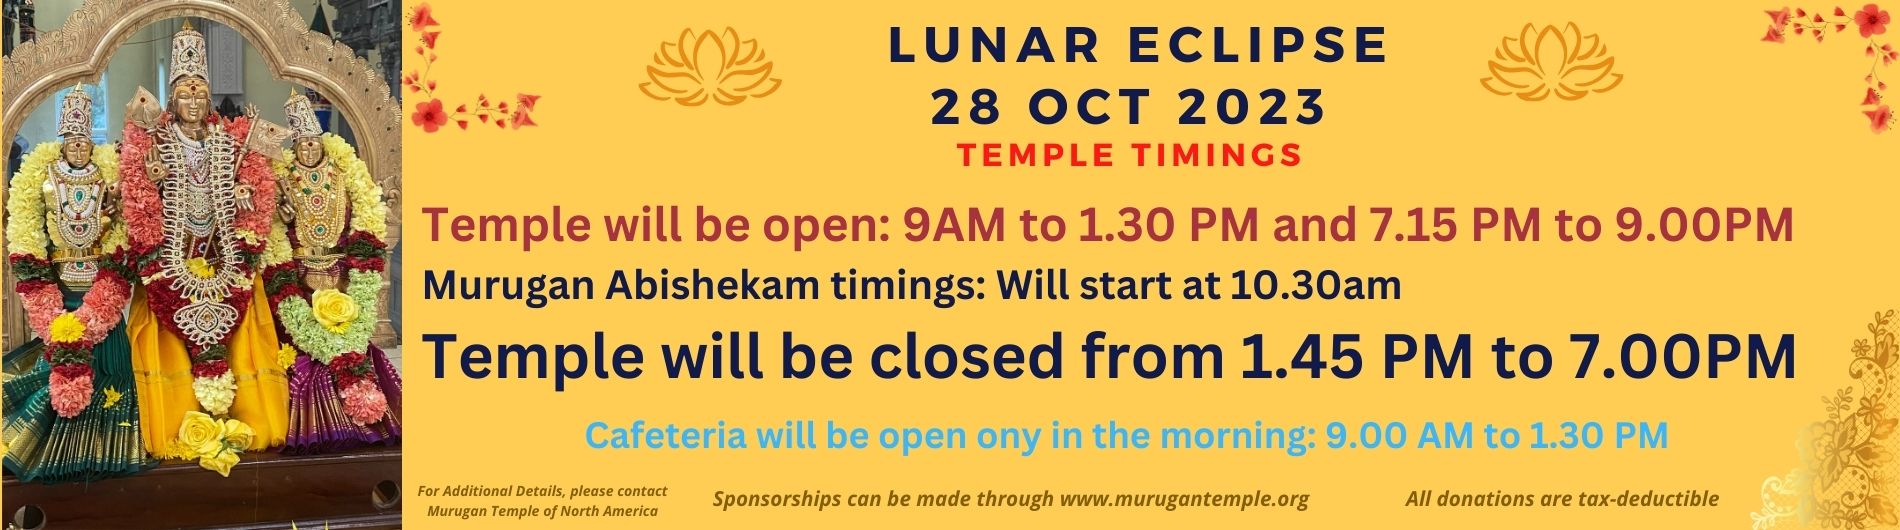 LUNAR ECLIPSE
28 OCT 2023
TEMPLE TIMINGS
Temple will be open: 9AM to 1.30 PM and 7.15 PM to 9.00PM
Murugan Abishekam timings: Will start at 10.30am
Temple will be closed from 1.45 PM to 7.00PM
Cafeteria will be open ony in the morning: 9.00 AM to 1.30 PM
For Additional Details, please contact
Murugan Temple of North America
Sponsorships can be made through www.murugantemple.org
All donations are tax-deductible